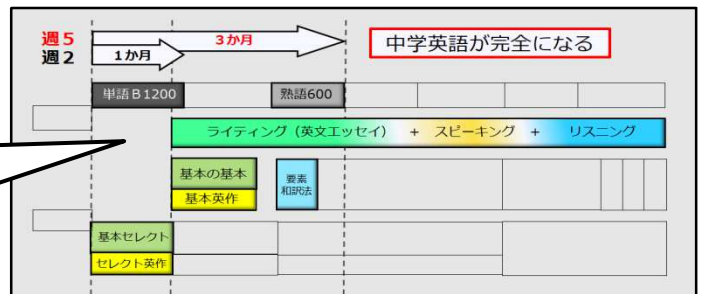 週5
3か月
中学英語が完全になる
週2
1か月
単語B1200
熟語600
ライティング（英文エッセイ） + スピーキング + リスニング
基本の基本
要素
和訳法
基本英作
基本セレクト
セレクト英作